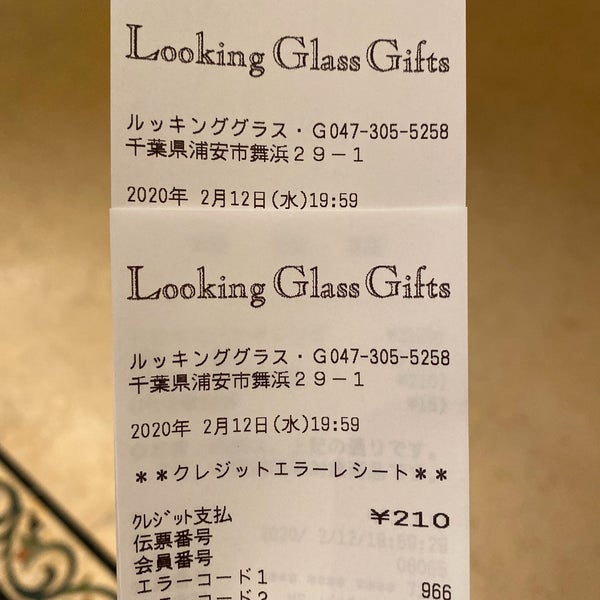 Looking Glass Gifts
ルッキンググラス・G047-305-5258
千葉県浦安市舞浜29-1
2020年 2月12日(水)19:59
Looking Glass Gifts
ルッキンググラス・G047-305-5258
千葉県浦安市舞浜29-1
2020年 2月12日(水)19:59
**クレジットエラーレシート**
クレジット支払 ¥210
伝票番号
会員番号
エラーコード1 966